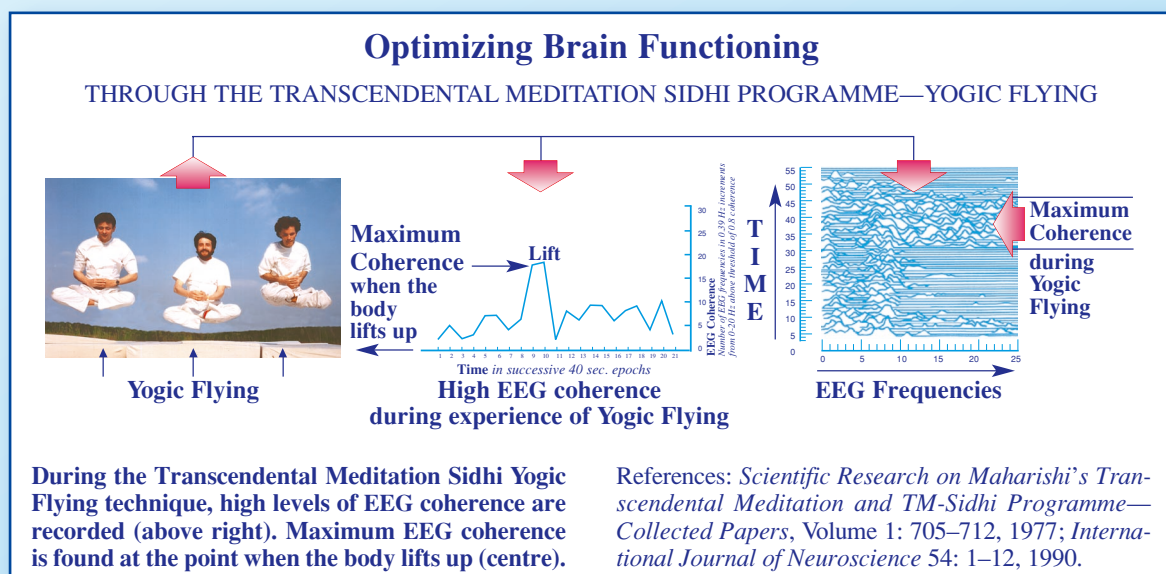 Optimizing Brain Functioning
THROUGH THE TRANSCENDENTAL MEDITATION SIDHI PROGRAMME—YOGIC FLYING
Yogic Flying
Maximum
Coherence
when the
body
lifts up
Lift
30
25
20
15
10
5
0
EEG Coherence
Number of EEG frequencies in 0.39 Hz increments
from 0-20 Hz above threshold of 0.8 coherence
1 2 3 4 5 6 7 8 9 10 11 12 13 14 15 16 17 18 19 20 21
Time in successive 40 sec. epochs
High EEG coherence
during experience of Yogic Flying
T
I
M
E
55
50
45
40
35
30
25
20
15
10
5
0
0 5 10 15 20 25
EEG Frequencies
Maximum
Coherence
during
Yogic
Flying
During the Transcendental Meditation Sidhi Yogic
Flying technique, high levels of EEG coherence are
recorded (above right). Maximum EEG coherence
is found at the point when the body lifts up (centre).
References: Scientific Research on Maharishi's Tran-
scendental Meditation and TM-Sidhi Programme—
Collected Papers, Volume 1: 705–712, 1977; Interna-
tional Journal of Neuroscience 54: 1–12, 1990.